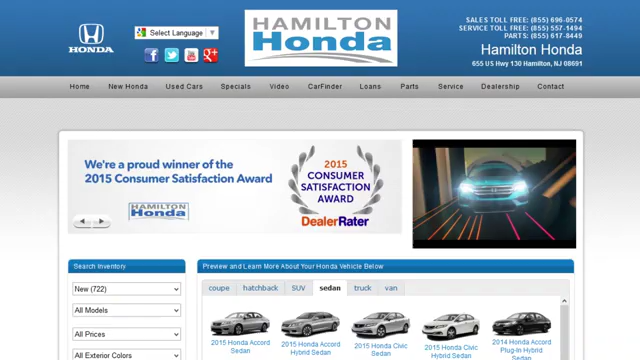 HONDA
Select Language
HAMILTON
Honda
SALES TOLL FREE: (855) 696-0574
SERVICE TOLL FREE: (855) 557-1494
PARTS: (855) 617-8449
Hamilton Honda
655 US Hwy 130 Hamilton, NJ 08691
Home New Honda Used Cars Specials Video CarFinder Loans Parts Service Dealership Contact
We're a proud winner of the
2015 Consumer Satisfaction Award
HAMILTON
Honda
2015
CONSUMER
SATISFACTION
AWARD
DealerRater
Search Inventory
New (722)
All Models
All Prices
All Exterior Colors
Preview and Learn More About Your Honda Vehicle Below
coupe hatchback SUV sedan truck van
2015 Honda Accord
Sedan
2015 Honda Accord
Hybrid Sedan
2015 Honda Civic
Sedan
2015 Honda Civic
Hybrid Sedan
2014 Honda Accord
Plug-In Hybrid